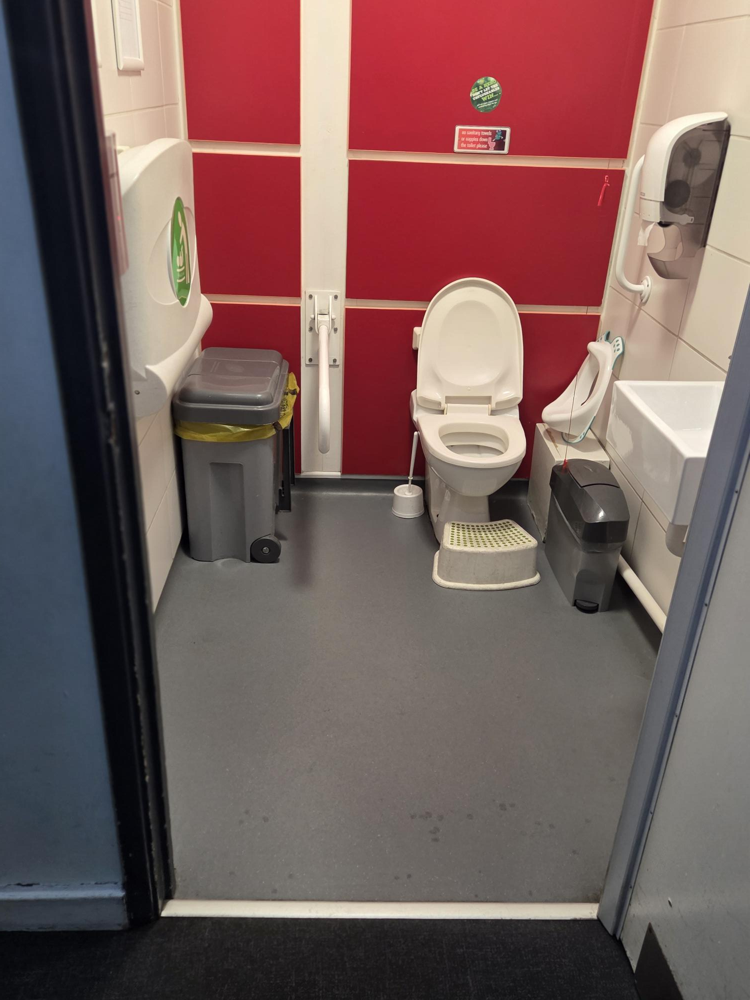 BE A HERO
DON'T LET THE
UNFLUSHABLES
WIN...
no sanitary towels
or nappies down
the toilet please